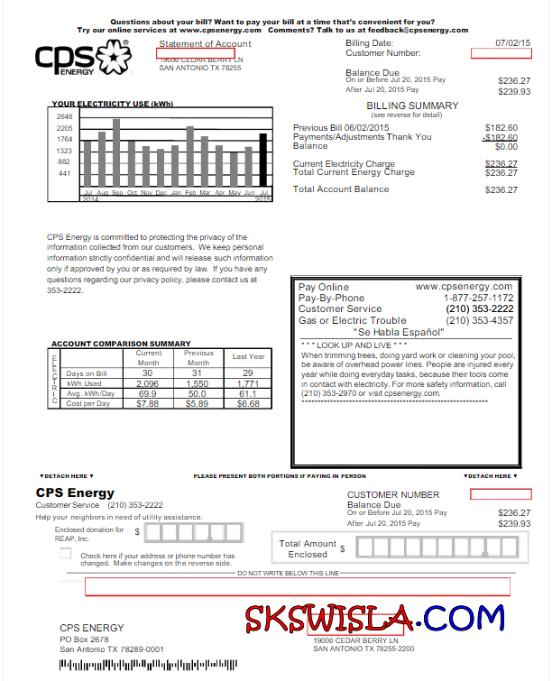 Questions about your bill? Want to pay your bill at a time that's convenient for you?
Try our online services at www.cpsenergy.com Comments? Talk to us at feedback@cpsenergy.com
cps
ENERGY
Statement of Account
19006 CEDAR BERRY LN
SAN ANTONIO TX 78255
Billing Date: 07/02/15
Customer Number:
Balance Due
On or Before Jul 20, 2015 Pay $236.27
After Jul 20, 2015 Pay $239.93
BILLING SUMMARY
(see reverse for detail)
Previous Bill 06/02/2015 $182.60
Payments/Adjustments Thank You -$182.60
Balance $0.00
Current Electricity Charge $236.27
Total Current Energy Charge $236.27
Total Account Balance $236.27
YOUR ELECTRICITY USE (kWh)
2646
2205
1764
1323
882
441
Jul Aug Sep Oct Nov Dec Jan Feb Mar Apr May Jun Jul
2014 2015
CPS Energy is committed to protecting the privacy of the
information collected from our customers. We keep personal
information strictly confidential and will release such information
only if approved by you or as required by law. If you have any
questions regarding our privacy policy, please contact us at
353-2222.
Pay Online www.cpsenergy.com
Pay-By-Phone 1-877-257-1172
Customer Service (210) 353-2222
Gas or Electric Trouble (210) 353-4357
"Se Habla Español"
* * * LOOK UP AND LIVE * * *
When trimming trees, doing yard work or cleaning your pool,
be aware of overhead power lines. People are injured every
year while doing everyday tasks, because their tools come
in contact with electricity. For more safety information, call
(210) 353-2970 or visit cpsenergy.com.
ACCOUNT COMPARISON SUMMARY
ELECTRIC
Current Month Previous Month Last Year
Days on Bill 30 31 29
kWh Used 2,096 1,550 1,771
Avg. kWh/Day 69.9 50.0 61.1
Cost per Day $7.88 $5.89 $6.68
▼DETACH HERE▼ PLEASE PRESENT BOTH PORTIONS IF PAYING IN PERSON ▼DETACH HERE▼
CPS Energy
Customer Service (210) 353-2222
Help your neighbors in need of utility assistance.
Enclosed donation for
REAP, Inc. $
Check here if your address or phone number has
changed. Make changes on the reverse side.
CUSTOMER NUMBER
Balance Due
On or Before Jul 20, 2015 Pay $236.27
After Jul 20, 2015 Pay $239.93
Total Amount
Enclosed $
DO NOT WRITE BELOW THIS LINE
SKSWISLA.COM
CPS ENERGY
PO Box 2678
San Antonio TX 78289-0001
19006 CEDAR BERRY LN
SAN ANTONIO TX 78255-2200